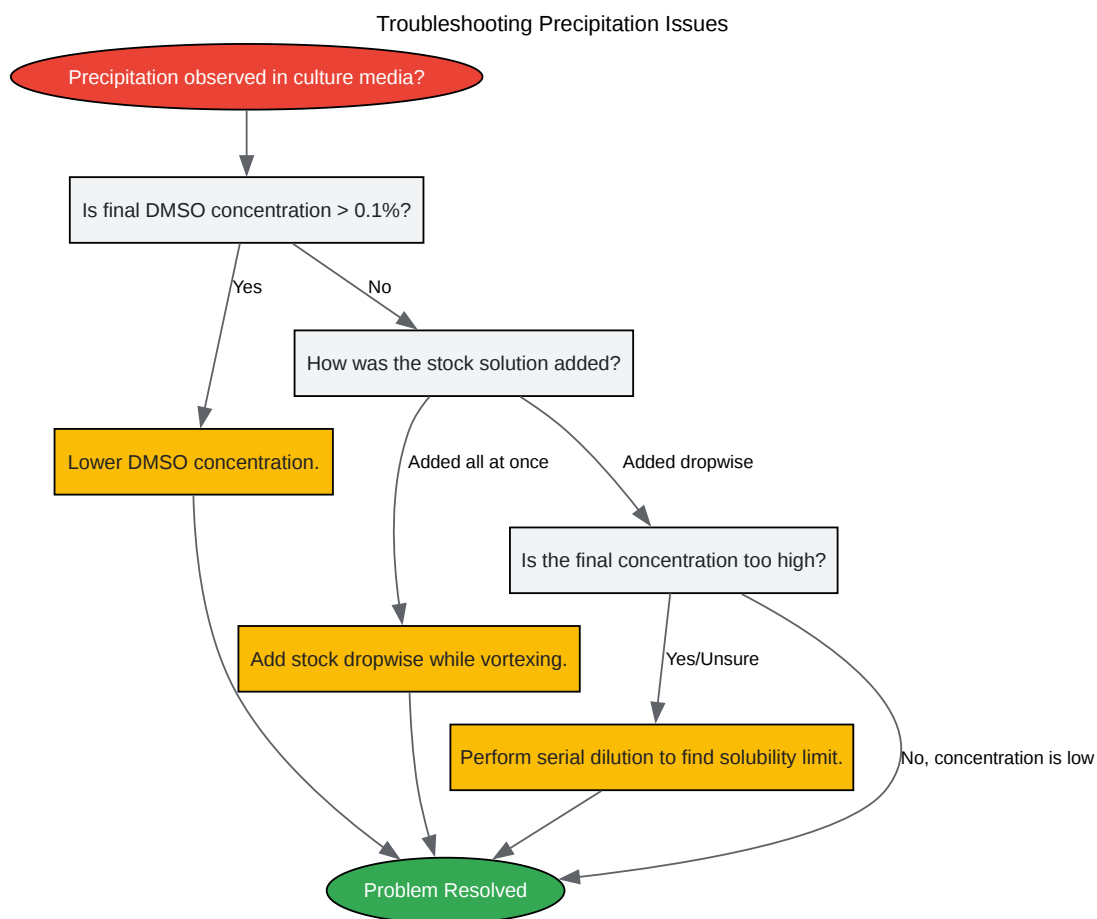 Troubleshooting Precipitation Issues
Precipitation observed in culture media?
Is final DMSO concentration > 0.1%?
Yes
No
How was the stock solution added?
Lower DMSO concentration.
Added all at once
Added dropwise
Is the final concentration too high?
Add stock dropwise while vortexing.
Yes/Unsure
Perform serial dilution to find solubility limit.
No, concentration is low
Problem Resolved